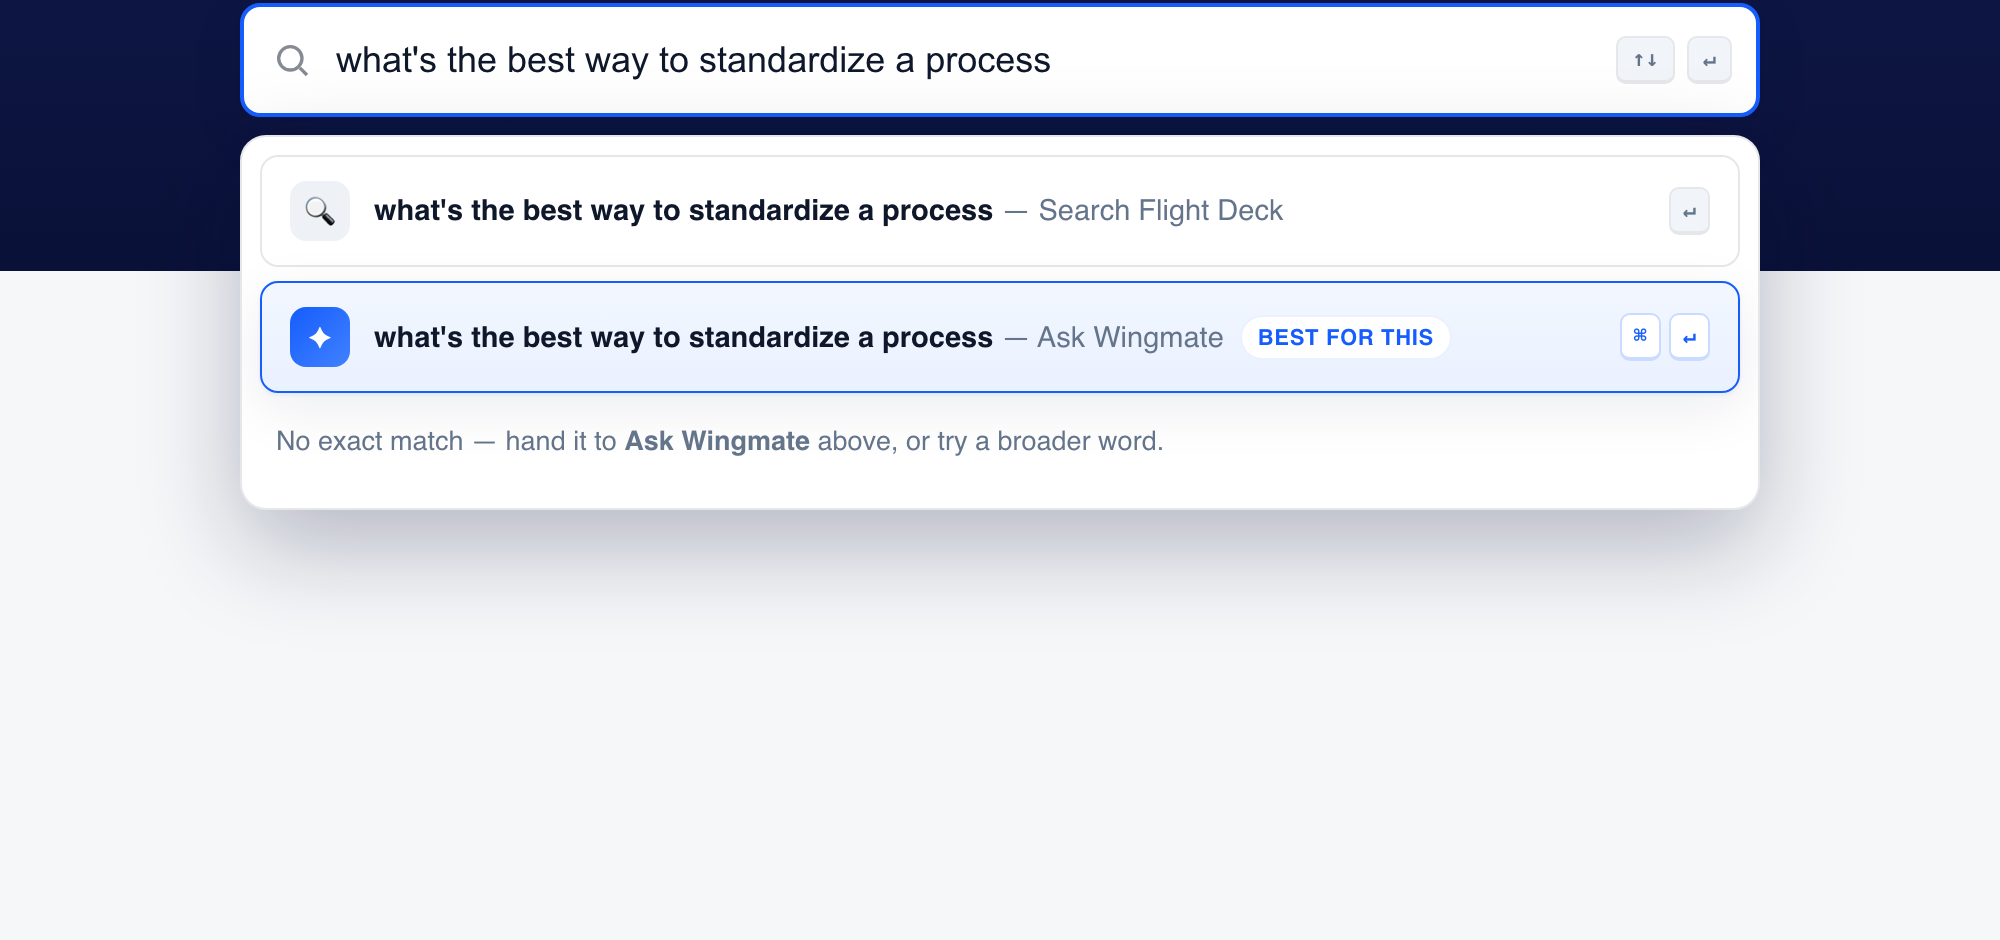 what's the best way to standardize a process ↑↓ ↵
what's the best way to standardize a process — Search Flight Deck ↵
what's the best way to standardize a process — Ask Wingmate BEST FOR THIS ⌘ ↵
No exact match — hand it to Ask Wingmate above, or try a broader word.